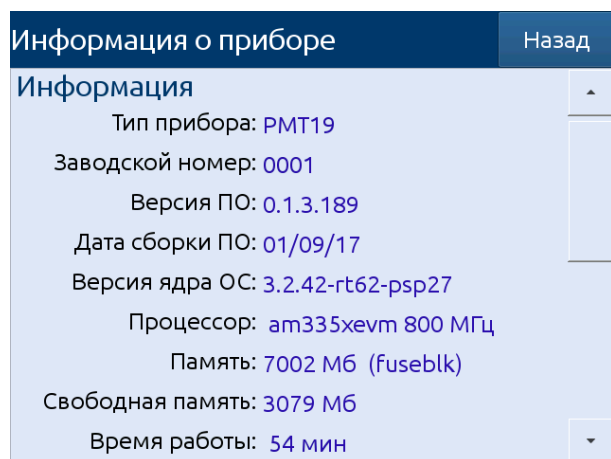 Информация о приборе
Назад
Информация
Тип прибора: РМТ19
Заводской номер: 0001
Версия ПО: 0.1.3.189
Дата сборки ПО: 01/09/17
Версия ядра ОС: 3.2.42-rt62-psp27
Процессор: am335xevm 800 МГц
Память: 7002 Мб (fuseblk)
Свободная память: 3079 Мб
Время работы: 54 мин